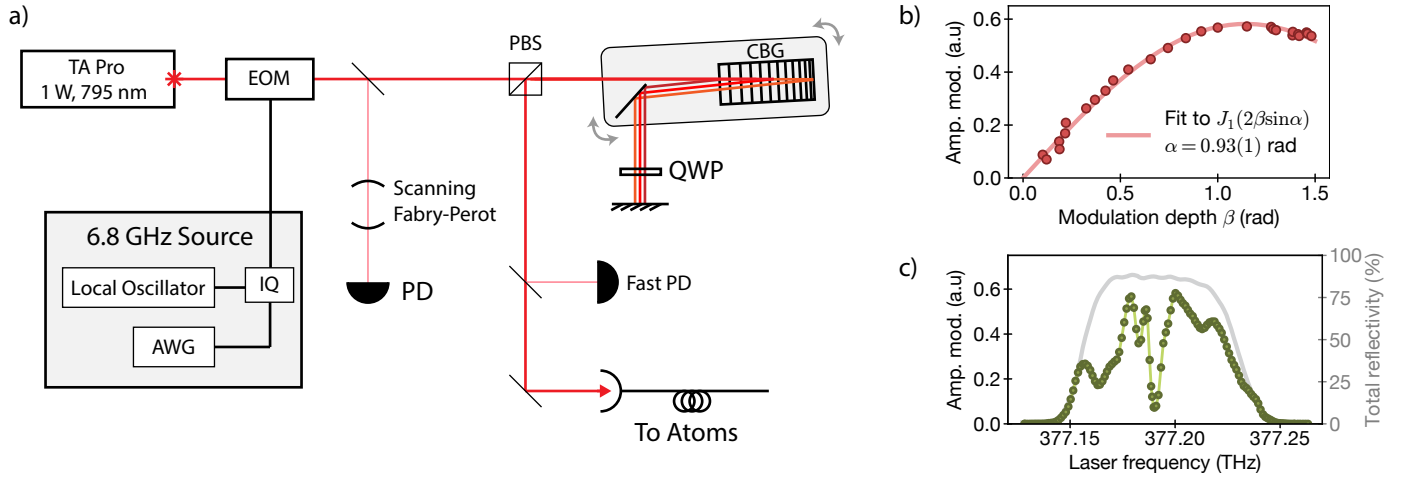 a)
TA Pro
1 W, 795 nm
EOM
PBS
CBG
QWP
Scanning
Fabry-Perot
PD
Fast PD
To Atoms
6.8 GHz Source
Local Oscillator
IQ
AWG
b)
Amp. mod. (a.u)
0.6
0.4
0.2
0.0
Fit to J₁(2βsinα)
α = 0.93(1) rad
0.0
0.5
1.0
1.5
Modulation depth β (rad)
c)
Amp. mod. (a.u)
0.6
0.4
0.2
0.0
100
75
50
25
0
Total reflectivity (%)
377.15
377.20
377.25
Laser frequency (THz)